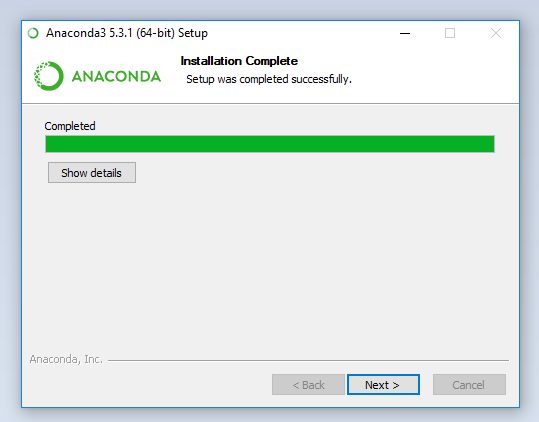 Anaconda3 5.3.1 (64-bit) Setup
ANACONDA
Installation Complete
Setup was completed successfully.
Completed
Show details
Anaconda, Inc.
< Back
Next >
Cancel